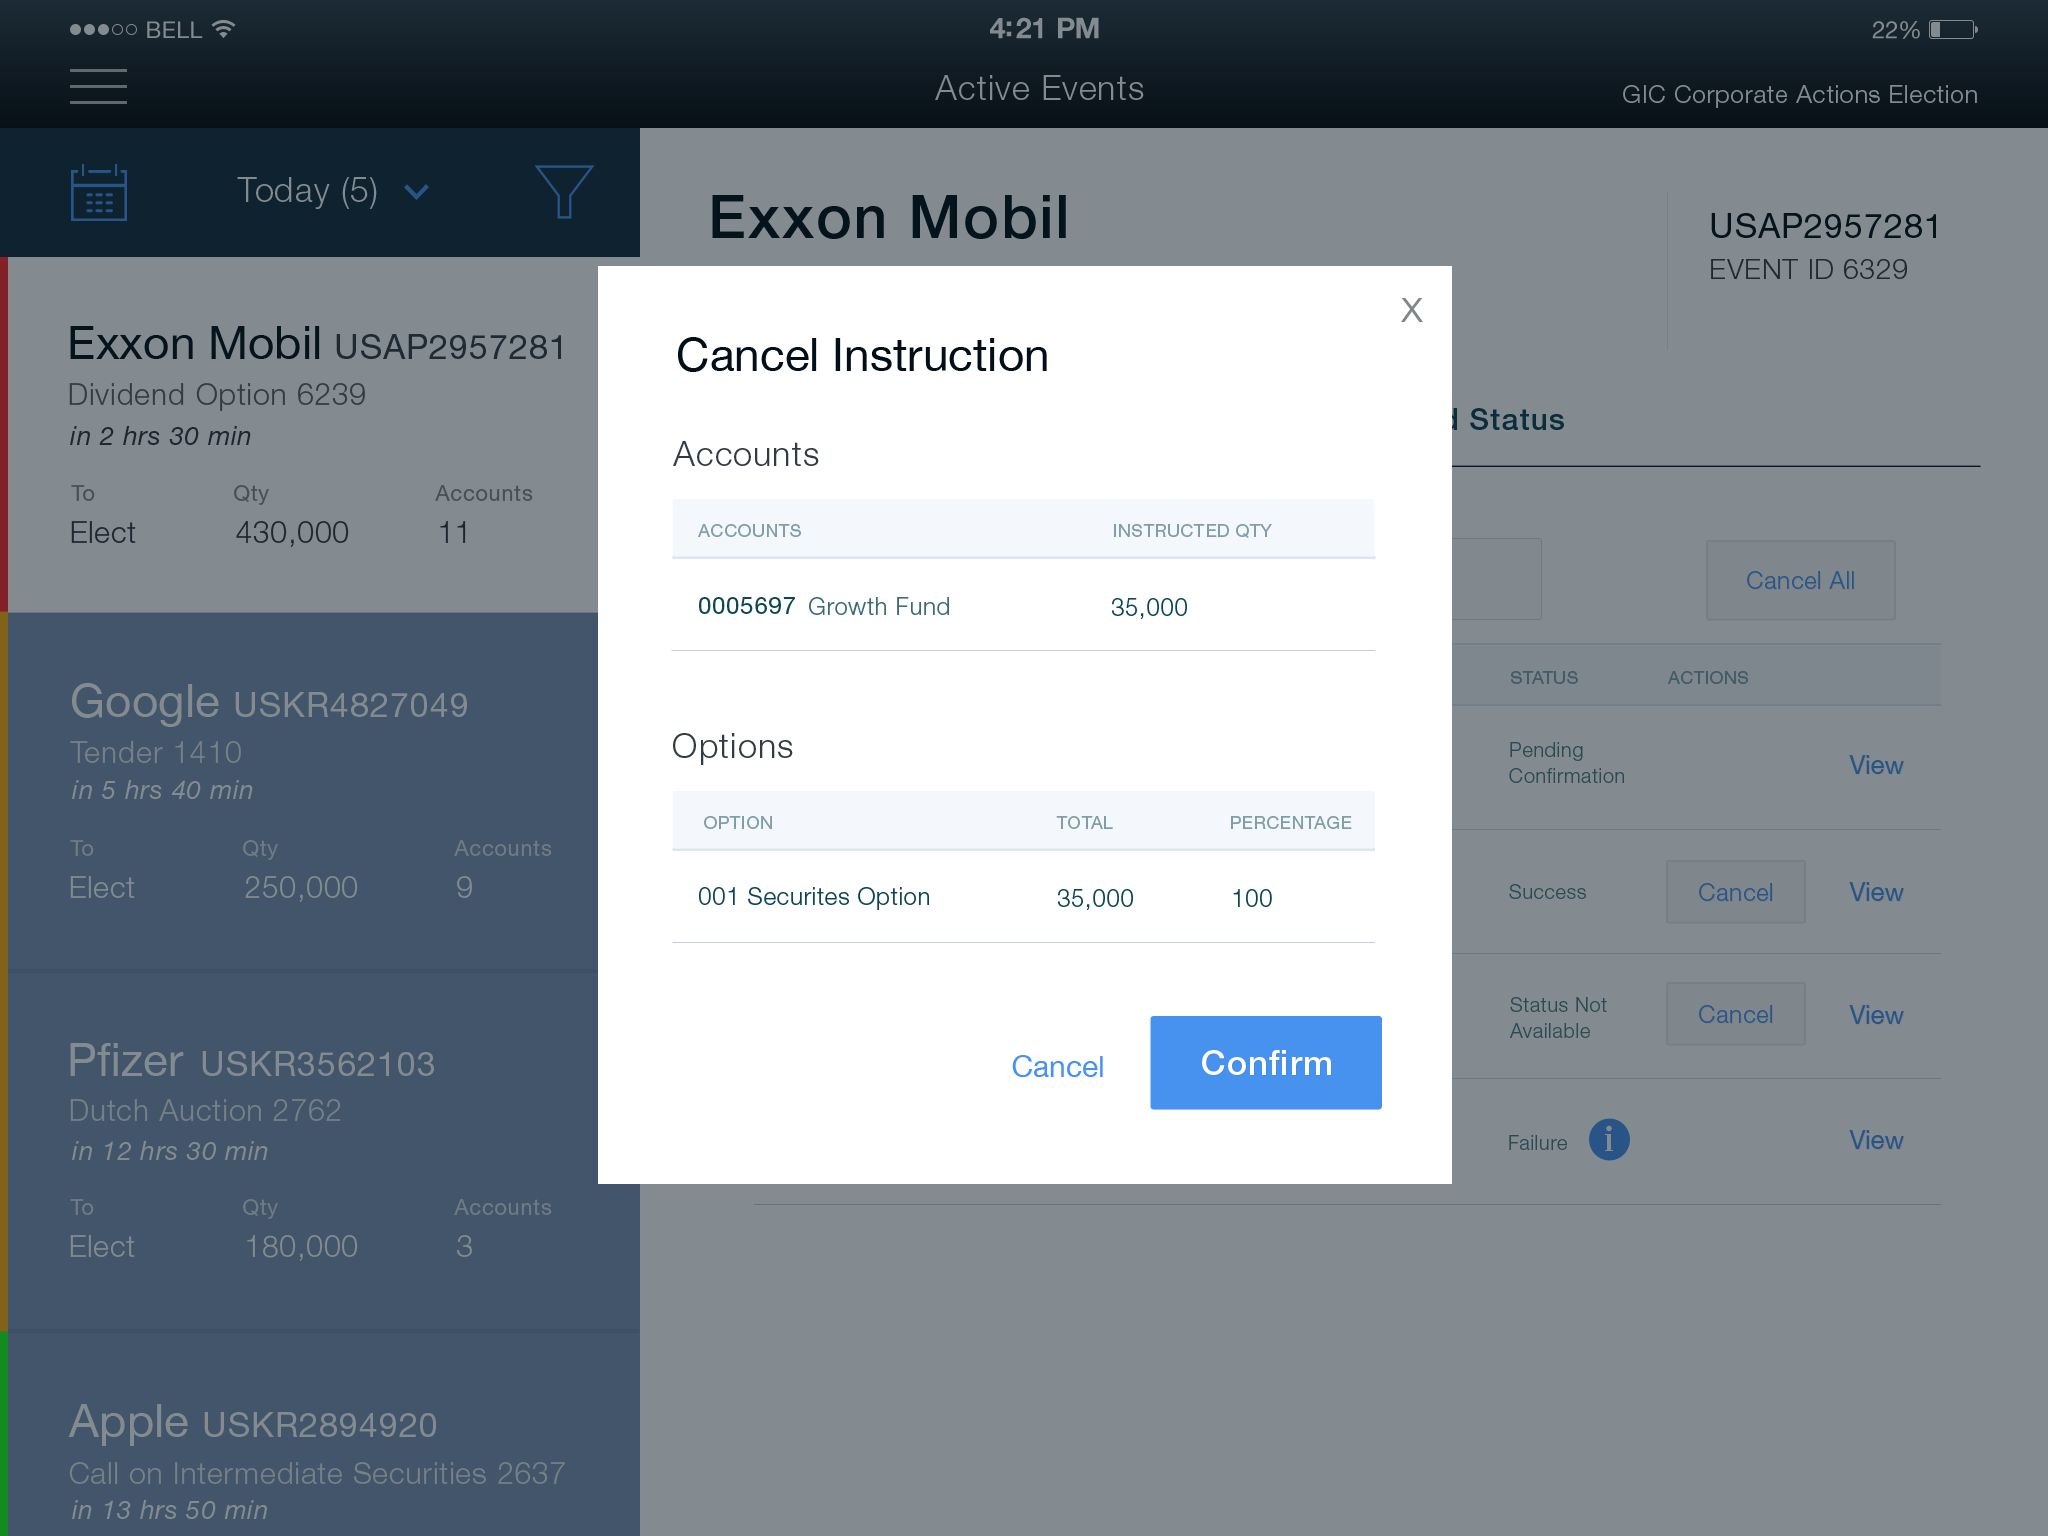 BELL
4:21 PM
22%
Active Events
GIC Corporate Actions Election
Today (5)
Exxon Mobil USAP2957281
Dividend Option 6239
in 2 hrs 30 min
To Qty Accounts
Elect 430,000 11
Google USKR4827049
Tender 1410
in 5 hrs 40 min
To Qty Accounts
Elect 250,000 9
Pfizer USKR3562103
Dutch Auction 2762
in 12 hrs 30 min
To Qty Accounts
Elect 180,000 3
Apple USKR2894920
Call on Intermediate Securities 2637
in 13 hrs 50 min
Exxon Mobil
USAP2957281
EVENT ID 6329
Status
Cancel All
STATUS ACTIONS
Pending
Confirmation
View
Success Cancel View
Status Not
Available
Cancel View
Failure i View
X
Cancel Instruction
Accounts
ACCOUNTS INSTRUCTED QTY
0005697 Growth Fund 35,000
Options
OPTION TOTAL PERCENTAGE
001 Securites Option 35,000 100
Cancel Confirm